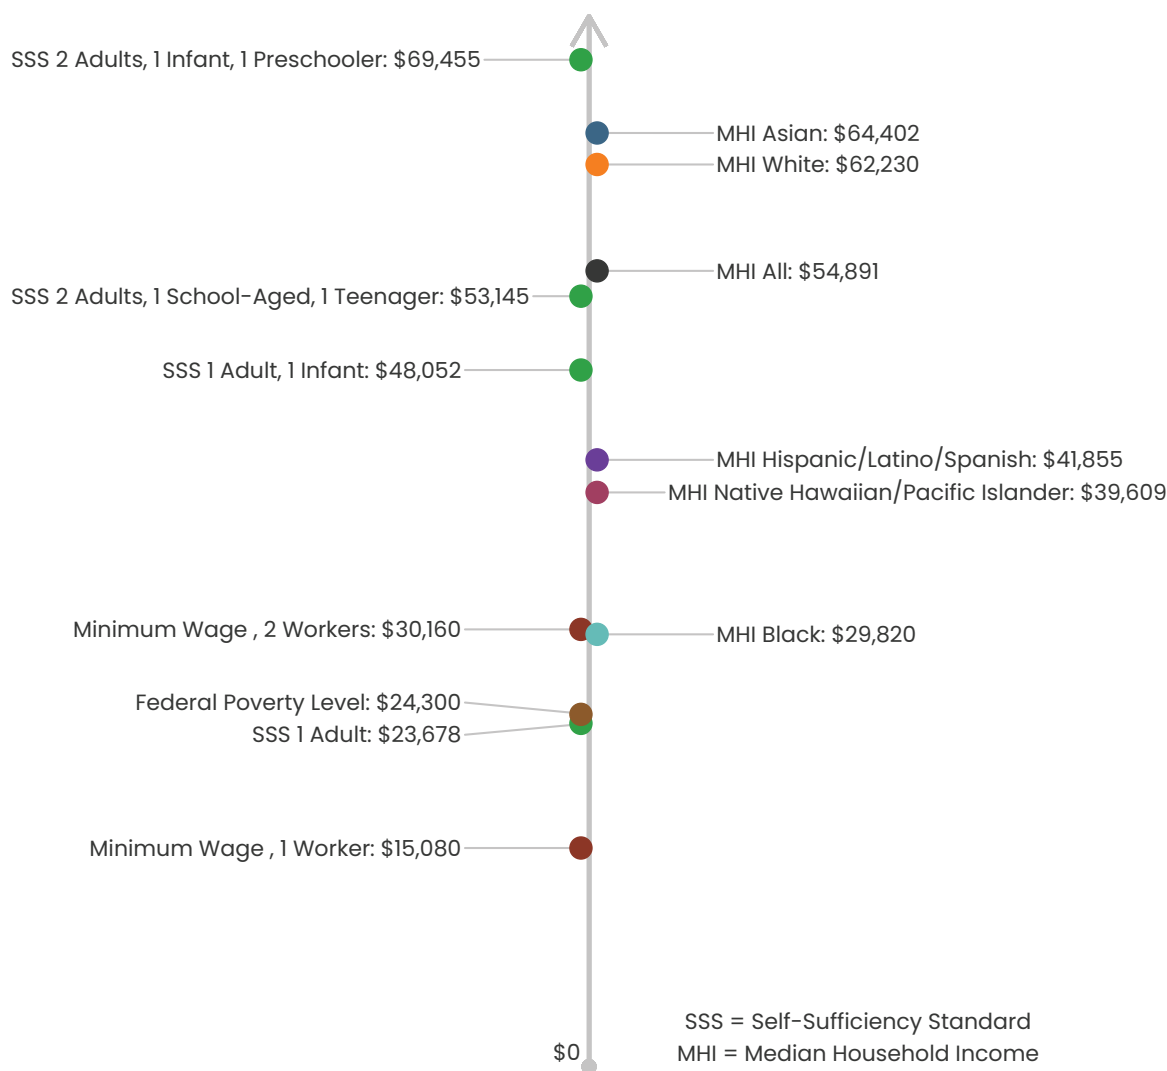 SSS 2 Adults, 1 Infant, 1 Preschooler: $69,455
MHI Asian: $64,402
MHI White: $62,230
MHI All: $54,891
SSS 2 Adults, 1 School-Aged, 1 Teenager: $53,145
SSS 1 Adult, 1 Infant: $48,052
MHI Hispanic/Latino/Spanish: $41,855
MHI Native Hawaiian/Pacific Islander: $39,609
Minimum Wage , 2 Workers: $30,160
MHI Black: $29,820
Federal Poverty Level: $24,300
SSS 1 Adult: $23,678
Minimum Wage , 1 Worker: $15,080
SSS = Self-Sufficiency Standard
$0
MHI = Median Household Income